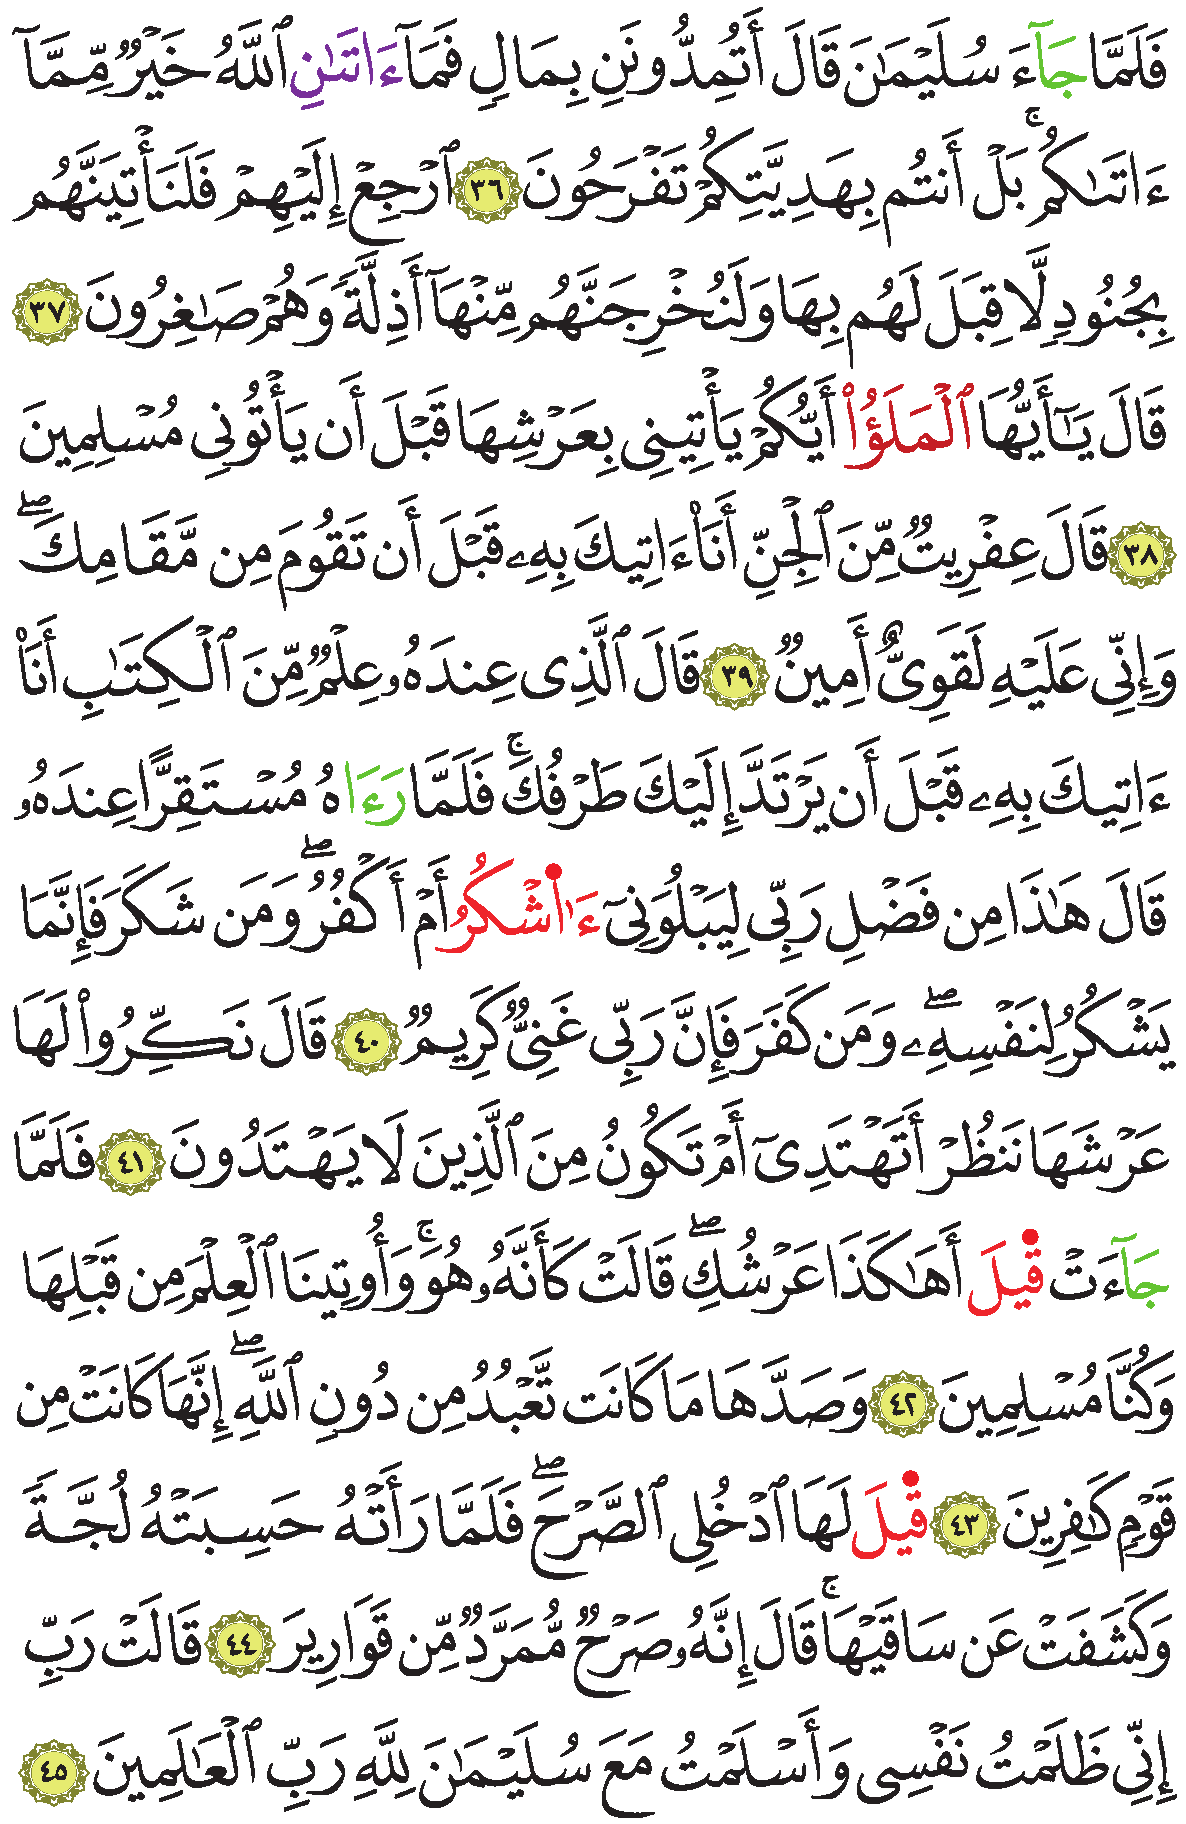 فَلَمَّا جَآءَ سُلَيْمَٰنَ قَالَ أَتُمِدُّونَنِ بِمَالٍ فَمَآ ءَاتَىٰنِ ٱللَّهُ خَيْرٌ مِّمَّآ
ءَاتَىٰكُمۚ بَلْ أَنتُم بِهَدِيَّتِكُمْ تَفْرَحُونَ ٣٦ ٱرْجِعْ إِلَيْهِمْ فَلَنَأْتِيَنَّهُم
بِجُنُودٍ لَّا قِبَلَ لَهُم بِهَا وَلَنُخْرِجَنَّهُم مِّنْهَآ أَذِلَّةً وَهُمْ صَٰغِرُونَ ٣٧
قَالَ يَٰٓأَيُّهَا ٱلْمَلَؤُا۟ أَيُّكُمْ يَأْتِينِى بِعَرْشِهَا قَبْلَ أَن يَأْتُونِى مُسْلِمِينَ
٣٨ قَالَ عِفْرِيتٌ مِّنَ ٱلْجِنِّ أَنَا۠ ءَاتِيكَ بِهِۦ قَبْلَ أَن تَقُومَ مِن مَّقَامِكَۖ
وَإِنِّى عَلَيْهِ لَقَوِىٌّ أَمِينٌ ٣٩ قَالَ ٱلَّذِى عِندَهُۥ عِلْمٌ مِّنَ ٱلْكِتَٰبِ أَنَا۠
ءَاتِيكَ بِهِۦ قَبْلَ أَن يَرْتَدَّ إِلَيْكَ طَرْفُكَۚ فَلَمَّا رَءَاهُ مُسْتَقِرًّا عِندَهُۥ
قَالَ هَٰذَا مِن فَضْلِ رَبِّى لِيَبْلُوَنِىٓ ءَا۬شْكُرُ أَمْ أَكْفُرُۖ وَمَن شَكَرَ فَإِنَّمَا
يَشْكُرُ لِنَفْسِهِۦۖ وَمَن كَفَرَ فَإِنَّ رَبِّى غَنِىٌّ كَرِيمٌ ٤٠ قَالَ نَكِّرُوا۟ لَهَا
عَرْشَهَا نَنظُرْ أَتَهْتَدِىٓ أَمْ تَكُونُ مِنَ ٱلَّذِينَ لَا يَهْتَدُونَ ٤١ فَلَمَّا
جَآءَتْ قِيلَ أَهَٰكَذَا عَرْشُكِۖ قَالَتْ كَأَنَّهُۥ هُوَۚ وَأُوتِينَا ٱلْعِلْمَ مِن قَبْلِهَا
وَكُنَّا مُسْلِمِينَ ٤٢ وَصَدَّهَا مَا كَانَت تَّعْبُدُ مِن دُونِ ٱللَّهِۖ إِنَّهَا كَانَتْ مِن
قَوْمٍ كَٰفِرِينَ ٤٣ قِيلَ لَهَا ٱدْخُلِى ٱلصَّرْحَۖ فَلَمَّا رَأَتْهُ حَسِبَتْهُ لُجَّةً
وَكَشَفَتْ عَن سَاقَيْهَاۚ قَالَ إِنَّهُۥ صَرْحٌ مُّمَرَّدٌ مِّن قَوَارِيرَ ٤٤ قَالَتْ رَبِّ
إِنِّى ظَلَمْتُ نَفْسِى وَأَسْلَمْتُ مَعَ سُلَيْمَٰنَ لِلَّهِ رَبِّ ٱلْعَٰلَمِينَ ٤٥